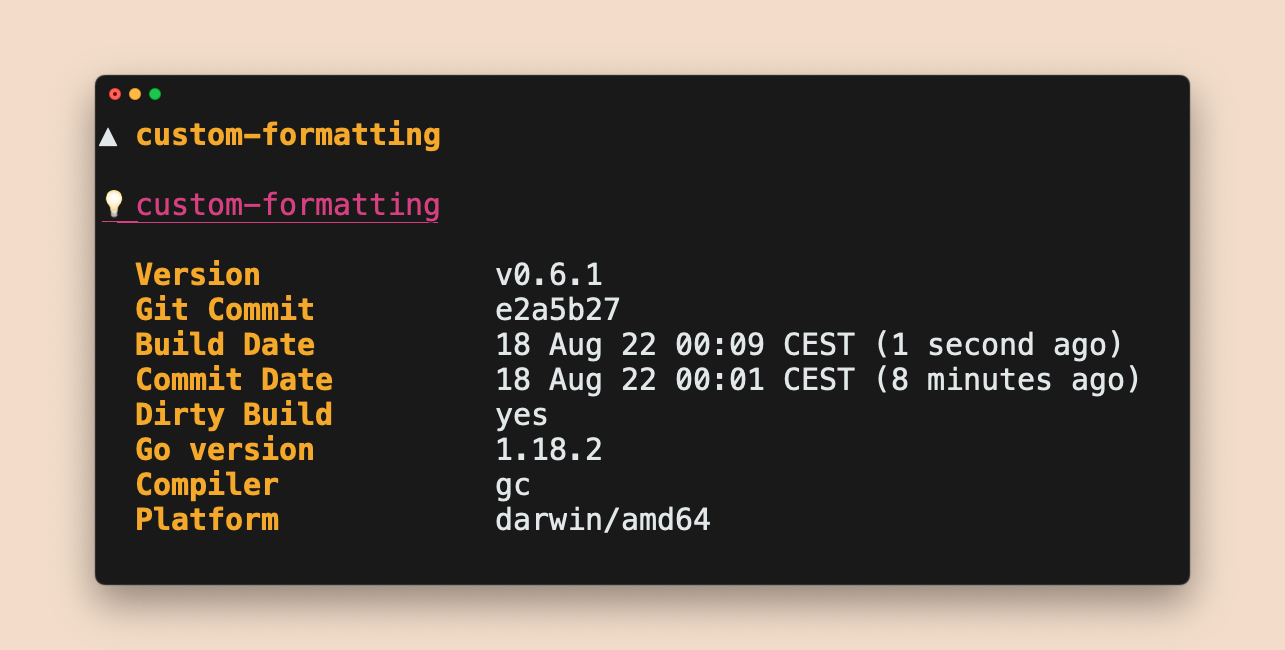 ▲ custom-formatting
💡 custom-formatting
Version v0.6.1
Git Commit e2a5b27
Build Date 18 Aug 22 00:09 CEST (1 second ago)
Commit Date 18 Aug 22 00:01 CEST (8 minutes ago)
Dirty Build yes
Go version 1.18.2
Compiler gc
Platform darwin/amd64